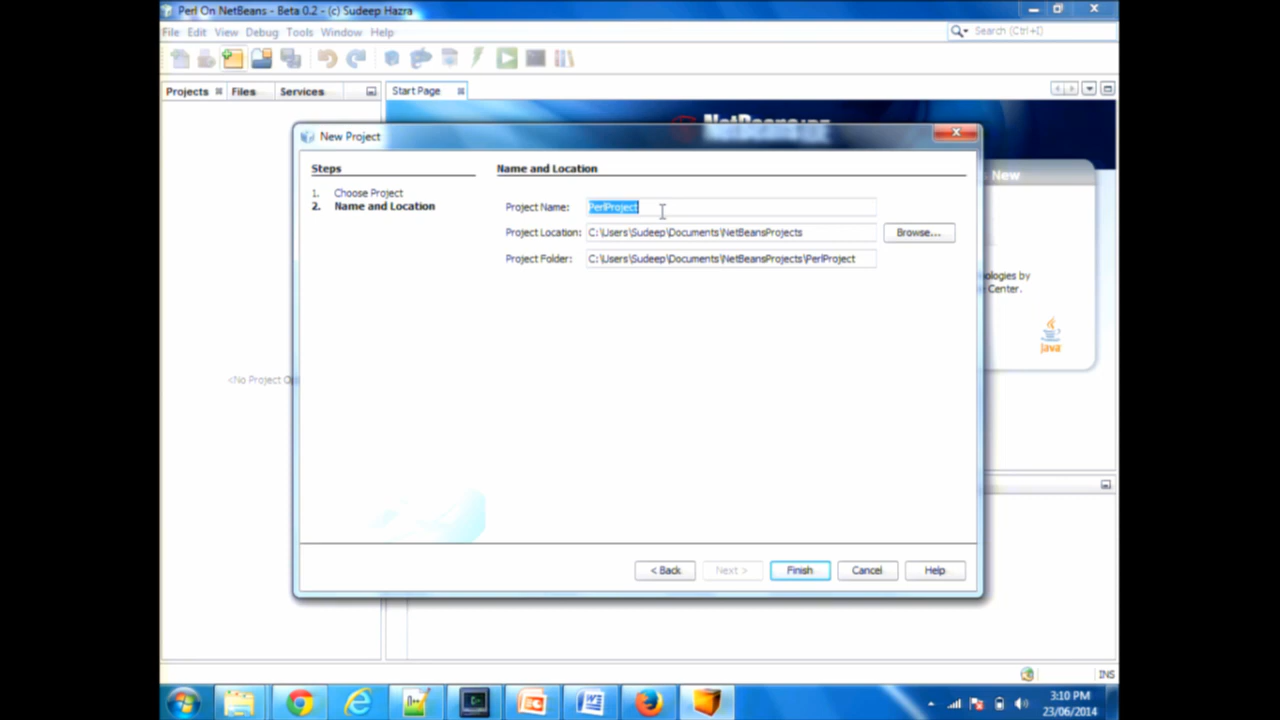 Perl On NetBeans - Beta 0.2 - (c) Sudeep Hazra
File Edit View Debug Tools Window Help
Search (Ctrl+I)
Projects Files Services
Start Page
NetBeans IDE
New Project
Steps
1. Choose Project
2. Name and Location
Name and Location
Project Name: PerlProject
Project Location: C:\Users\Sudeep\Documents\NetBeansProjects
Browse...
Project Folder: C:\Users\Sudeep\Documents\NetBeansProjects\PerlProject
New
ologies by
Center.
Java
<No Project O
< Back Next > Finish Cancel Help
INS
3:10 PM
23/06/2014